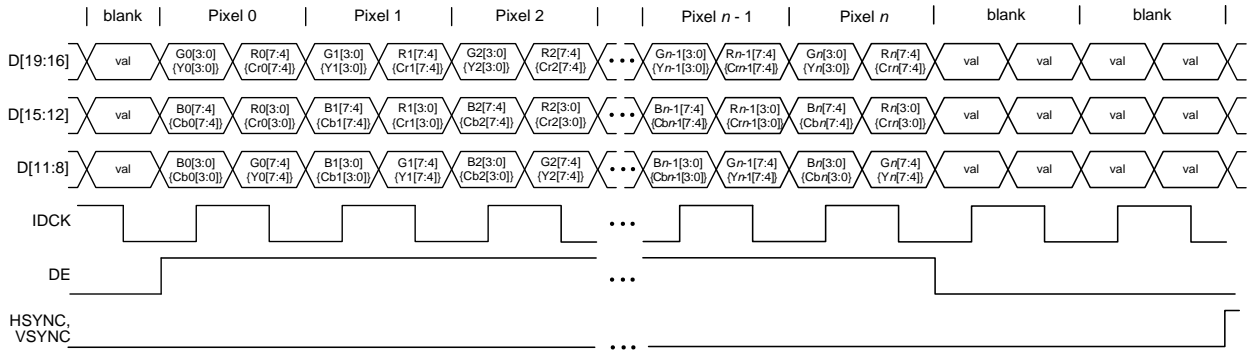 blank Pixel 0 Pixel 1 Pixel 2 Pixel n - 1 Pixel n blank blank
D[19:16] val G0[3:0] {Y0[3:0]} R0[7:4] {Cr0[7:4]} G1[3:0] {Y1[3:0]} R1[7:4] {Cr1[7:4]} G2[3:0] {Y2[3:0]} R2[7:4] {Cr2[7:4]} ••• Gn-1[3:0] {Yn-1[3:0]} Rn-1[7:4] {Crn-1[7:4]} Gn[3:0] {Yn[3:0]} Rn[7:4] {Crn[7:4]} val val val val
D[15:12] val B0[7:4] {Cb0[7:4]} R0[3:0] {Cr0[3:0]} B1[7:4] {Cb1[7:4]} R1[3:0] {Cr1[3:0]} B2[7:4] {Cb2[7:4]} R2[3:0] {Cr2[3:0]} ••• Bn-1[7:4] {Cbn-1[7:4]} Rn-1[3:0] {Crn-1[3:0]} Bn[7:4] {Cbn[7:4]} Rn[3:0] {Crn[3:0]} val val val val
D[11:8] val B0[3:0] {Cb0[3:0]} G0[7:4] {Y0[7:4]} B1[3:0] {Cb1[3:0]} G1[7:4] {Y1[7:4]} B2[3:0] {Cb2[3:0]} G2[7:4] {Y2[7:4]} ••• Bn-1[3:0] {Cbn-1[3:0]} Gn-1[7:4] {Yn-1[7:4]} Bn[3:0] {Cbn[3:0} Gn[7:4] {Yn[7:4]} val val val val
IDCK •••
DE •••
HSYNC,
VSYNC •••